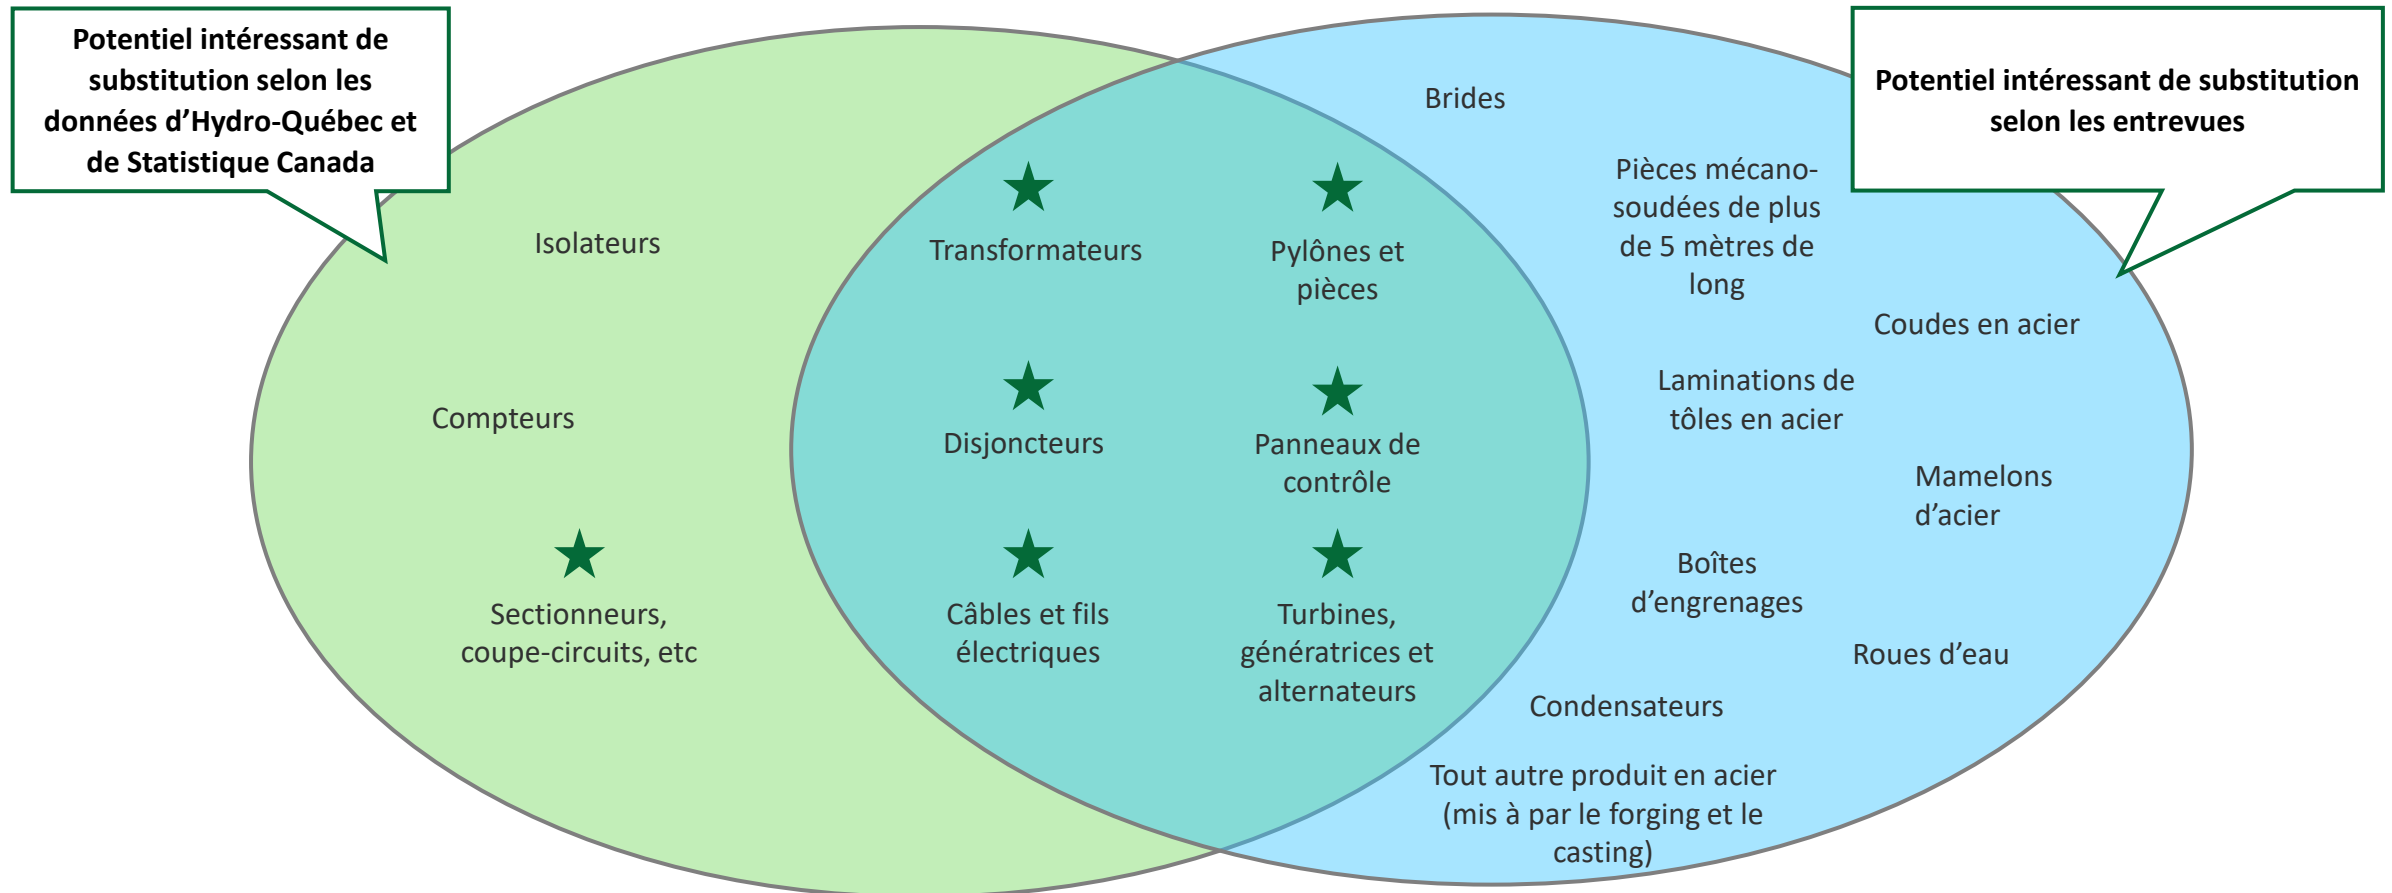 Potentiel intéressant de
substitution selon les
données d’Hydro-Québec et
de Statistique Canada
Potentiel intéressant de substitution
selon les entrevues
Isolateurs
Compteurs
Sectionneurs,
coupe-circuits, etc
Transformateurs
Pylônes et
pièces
Disjoncteurs
Panneaux de
contrôle
Câbles et fils
électriques
Turbines,
génératrices et
alternateurs
Brides
Pièces mécano-
soudées de plus
de 5 mètres de
long
Coudes en acier
Laminations de
tôles en acier
Mamelons
d’acier
Boîtes
d’engrenages
Roues d’eau
Condensateurs
Tout autre produit en acier
(mis à par le forging et le
casting)